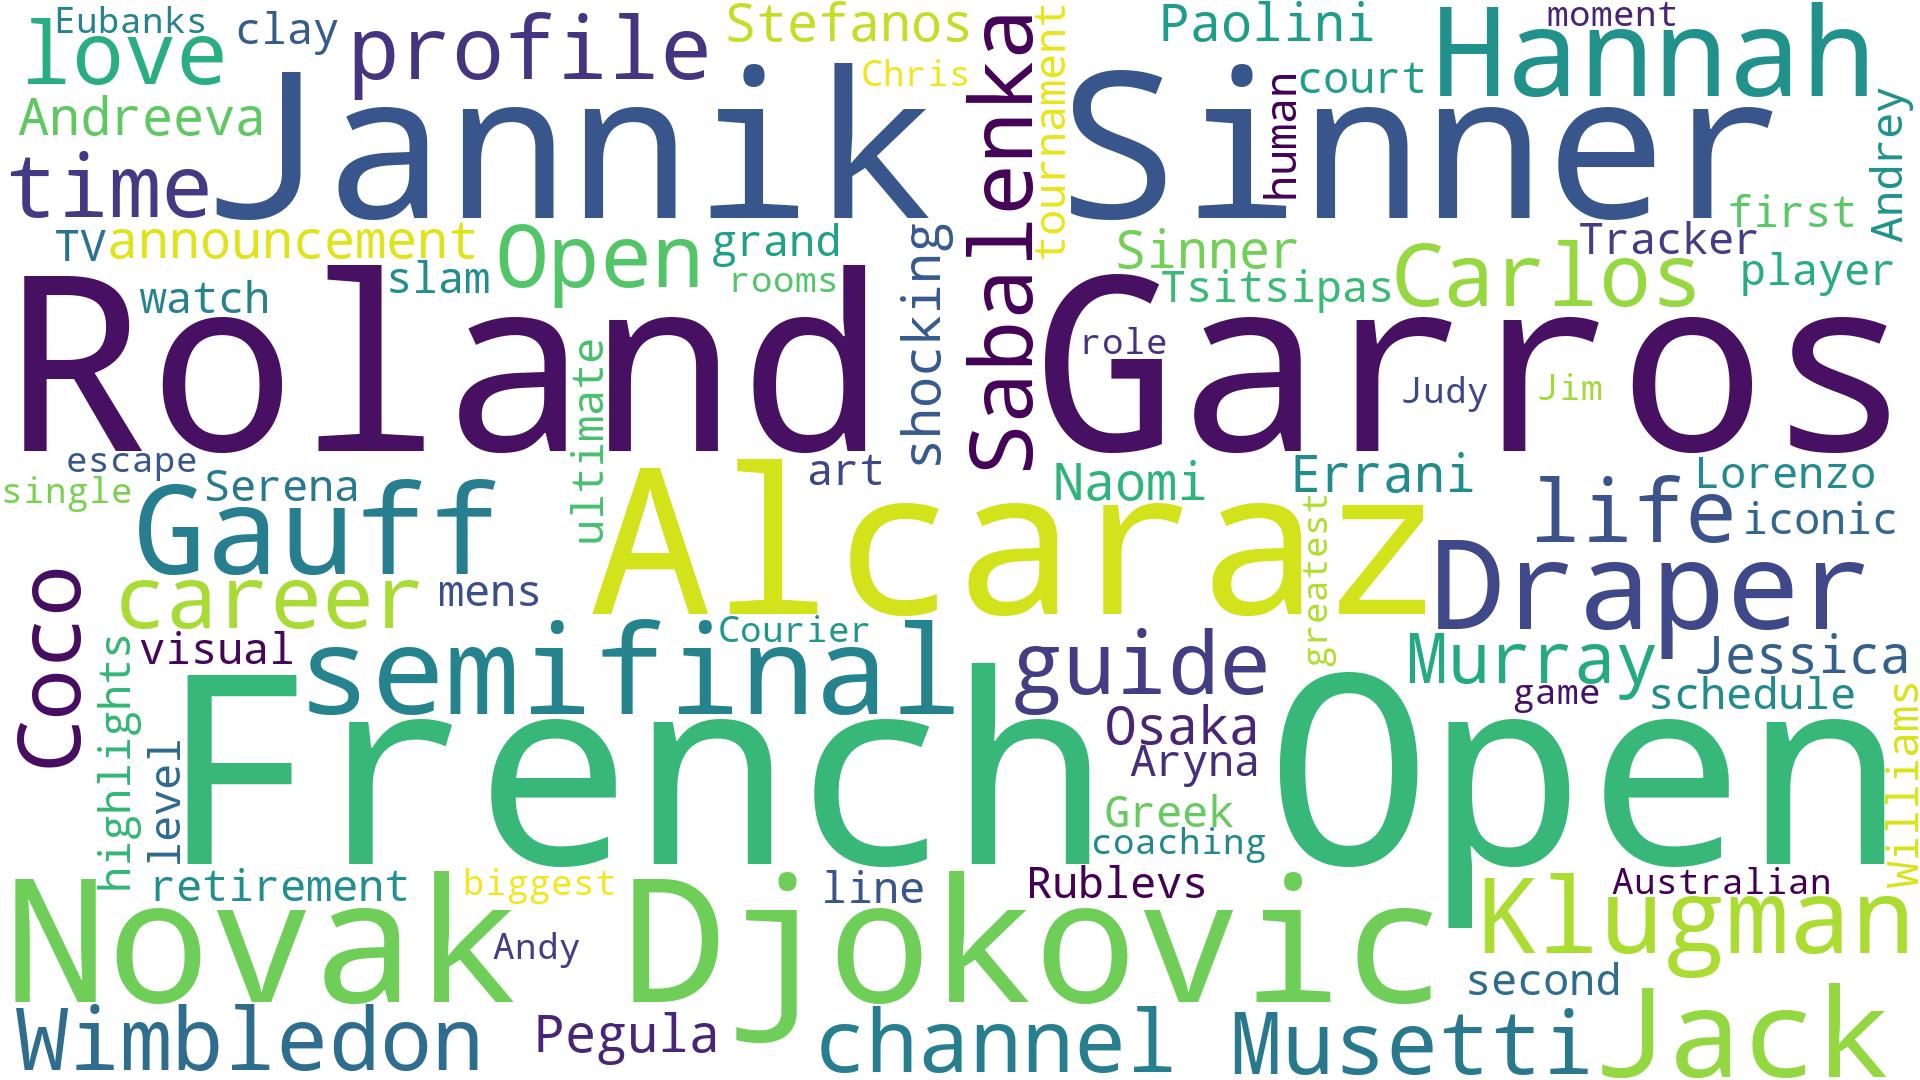 Eubanks
clay
love
profile
Stefanos
Chris
tournament
Paolini
moment
Hannah
court
human
Andrey
Andreeva
Jannik
Sinner
Sabalenka
time
first
TV
announcement
Open
grand
shocking
Sinner
Tracker
Carlos
player
watch
slam
rooms
Tsitsipas
Roland
Garros
role
Judy
Jim
ultimate
escape
single
Serena
Gauff
art
Alcaraz
Naomi
Errani
greatest
Lorenzo
life
iconic
Coco
career
mens
Draper
visual
semifinal
Courier
guide
Murray
Jessica
game
schedule
highlights
level
French
Open
Osaka
Aryna
Greek
coaching
Williams
retirement
biggest
line
Rublevs
Australian
Novak
Andy
Djokovic
Klugman
second
Wimbledon
Pegula
channel
Musetti
Jack